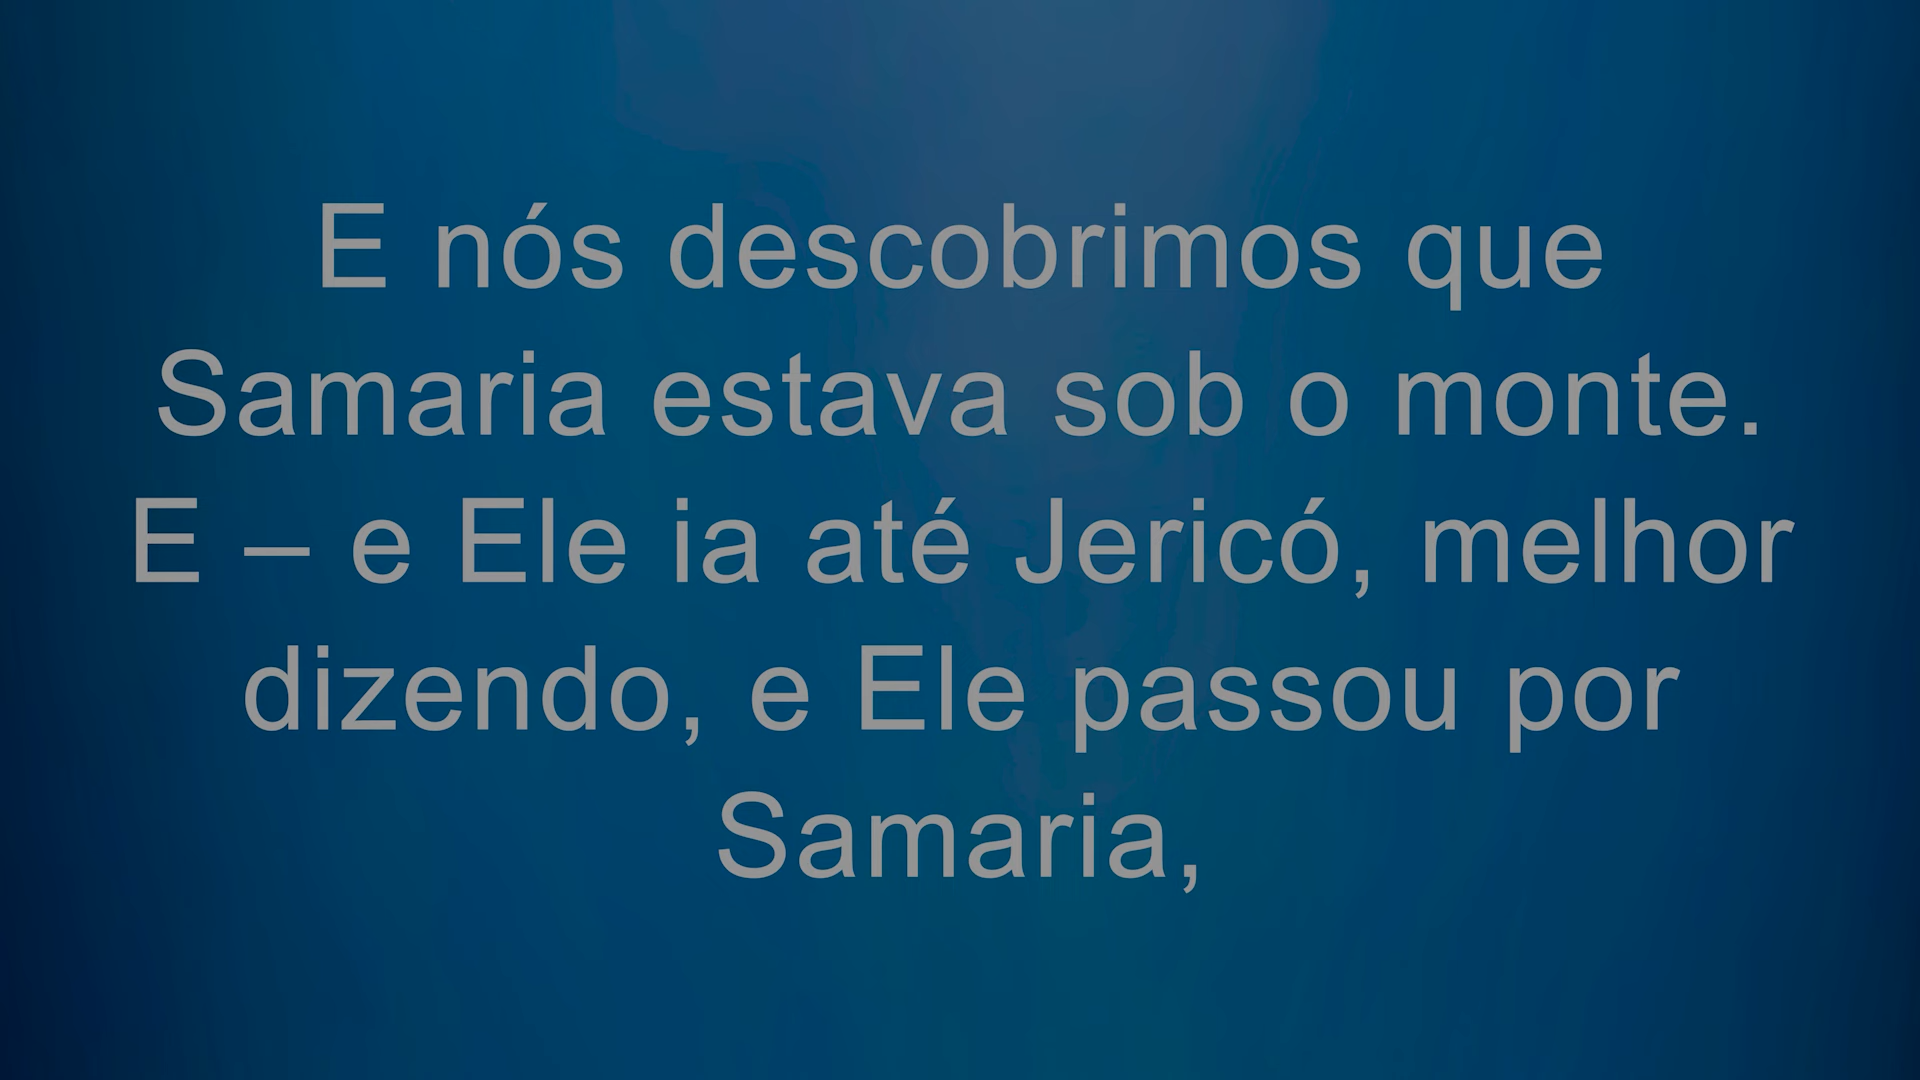 E nós descobrimos que
Samaria estava sob o monte.
E – e Ele ia até Jericó, melhor
dizendo, e Ele passou por
Samaria,